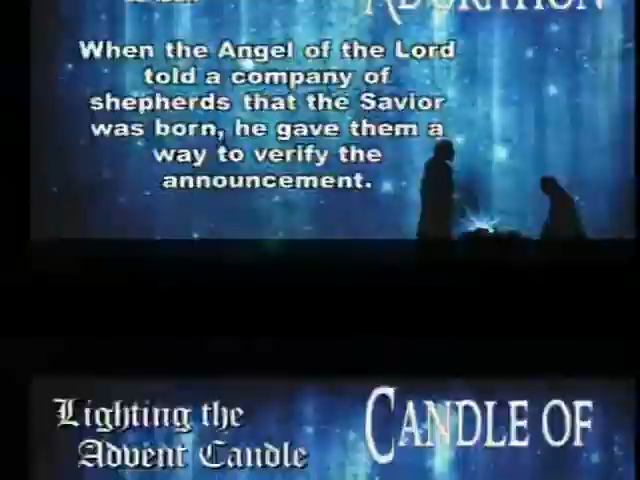 ADORATION
When the Angel of the Lord
told a company of
shepherds that the Savior
was born, he gave them a
way to verify the
announcement.
Lighting the
Advent Candle
CANDLE OF